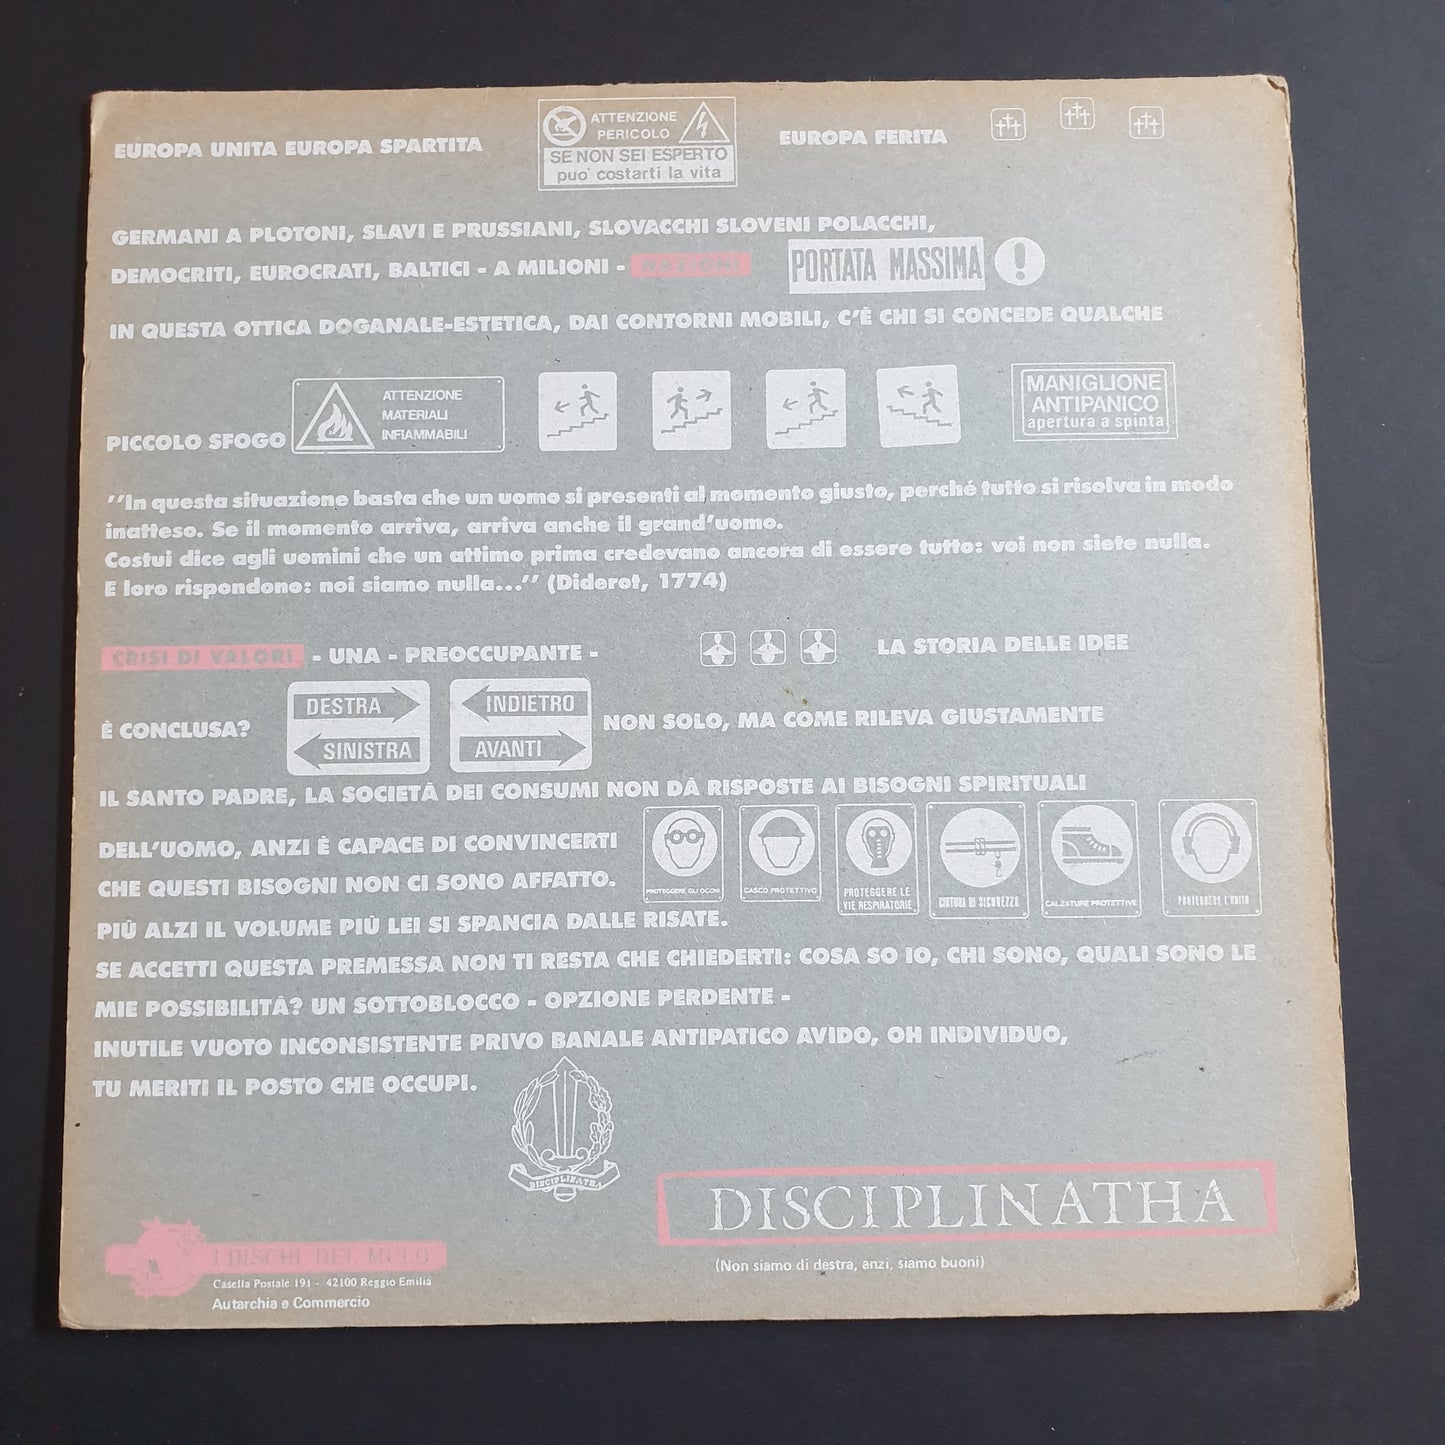 EUROPA UNITA EUROPA SPARTITA
ATTENZIONE
PERICOLO
SE NON SEI ESPERTO
puo' costarti la vita
EUROPA FERITA
GERMANI A PLOTONI, SLAVI E PRUSSIANI, SLOVACCHI SLOVENI POLACCHI,
DEMOCRITI, EUROCRATI, BALTICI - A MILIONI - NAZIONI
PORTATA MASSIMA !
IN QUESTA OTTICA DOGANALE-ESTETICA, DAI CONTORNI MOBILI, C'È CHI SI CONCEDE QUALCHE
PICCOLO SFOGO
ATTENZIONE
MATERIALI
INFIAMMABILI
MANIGLIONE
ANTIPANICO
apertura a spinta
''In questa situazione basta che un uomo si presenti al momento giusto, perché tutto si risolva in modo
inatteso. Se il momento arriva, arriva anche il grand'uomo.
Costui dice agli uomini che un attimo prima credevano ancora di essere tutto: voi non siete nulla.
E loro rispondono: noi siamo nulla...'' (Diderot, 1774)
CRISI DI VALORI - UNA - PREOCCUPANTE -
LA STORIA DELLE IDEE
È CONCLUSA?
DESTRA
SINISTRA
INDIETRO
AVANTI
NON SOLO, MA COME RILEVA GIUSTAMENTE
IL SANTO PADRE, LA SOCIETÀ DEI CONSUMI NON DÀ RISPOSTE AI BISOGNI SPIRITUALI
DELL'UOMO, ANZI È CAPACE DI CONVINCERTI
CHE QUESTI BISOGNI NON CI SONO AFFATTO.
PROTEGGERE GLI OCCHI
CASCO PROTETTIVO
PROTEGGERE LE
VIE RESPIRATORIE
CINTURA DI SICUREZZA
CALZATURE PROTETTIVE
PROTEGGERE L'UDITO
PIÙ ALZI IL VOLUME PIÙ LEI SI SPANCIA DALLE RISATE.
SE ACCETTI QUESTA PREMESSA NON TI RESTA CHE CHIEDERTI: COSA SO IO, CHI SONO, QUALI SONO LE
MIE POSSIBILITÀ? UN SOTTOBLOCCO - OPZIONE PERDENTE -
INUTILE VUOTO INCONSISTENTE PRIVO BANALE ANTIPATICO AVIDO, OH INDIVIDUO,
TU MERITI IL POSTO CHE OCCUPI.
DISCIPLINATHA
DISCIPLINATHA
(Non siamo di destra, anzi, siamo buoni)
I DISCHI DEL MULO
Casella Postale 191 - 42100 Reggio Emilia
Autarchia e Commercio